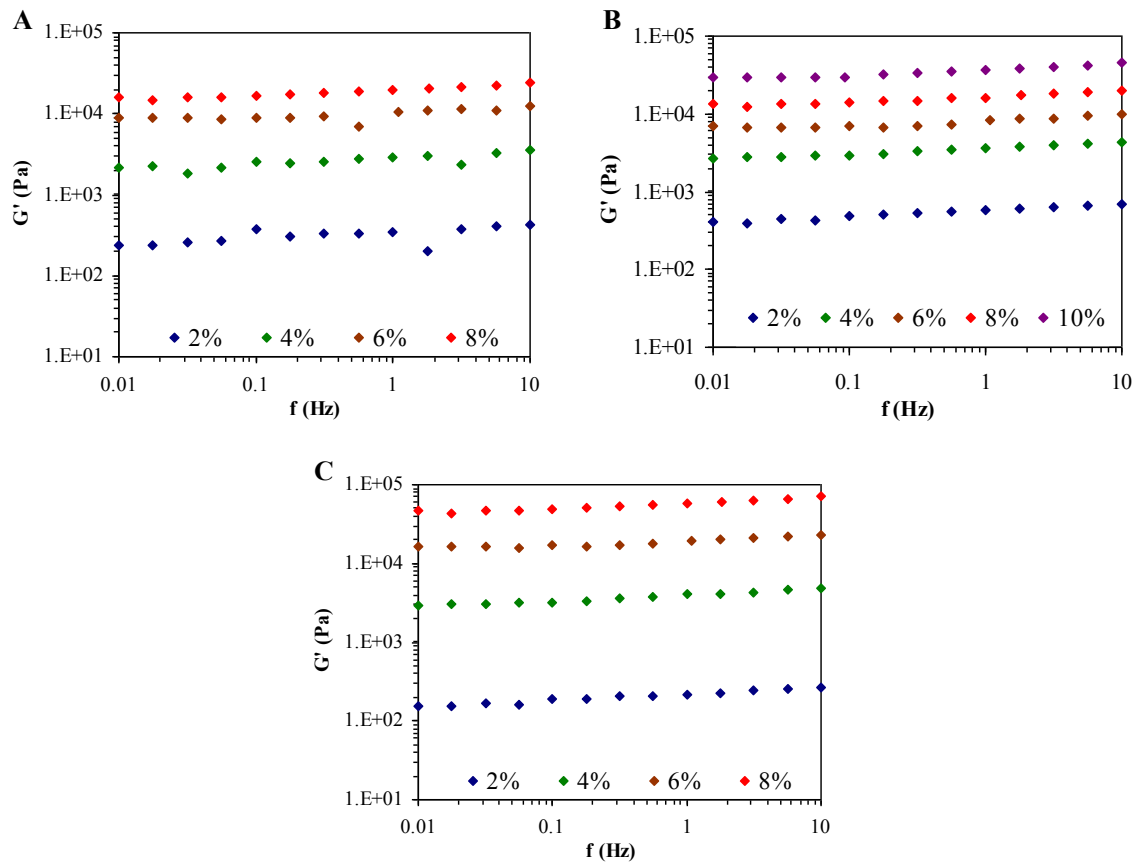 A
1.E+05
1.E+04
1.E+03
1.E+02
1.E+01
G' (Pa)
2% 4% 6% 8%
0.01 0.1 1 10
f (Hz)
B
1.E+05
1.E+04
1.E+03
1.E+02
1.E+01
G' (Pa)
2% 4% 6% 8% 10%
0.01 0.1 1 10
f (Hz)
C
1.E+05
1.E+04
1.E+03
1.E+02
1.E+01
G' (Pa)
2% 4% 6% 8%
0.01 0.1 1 10
f (Hz)